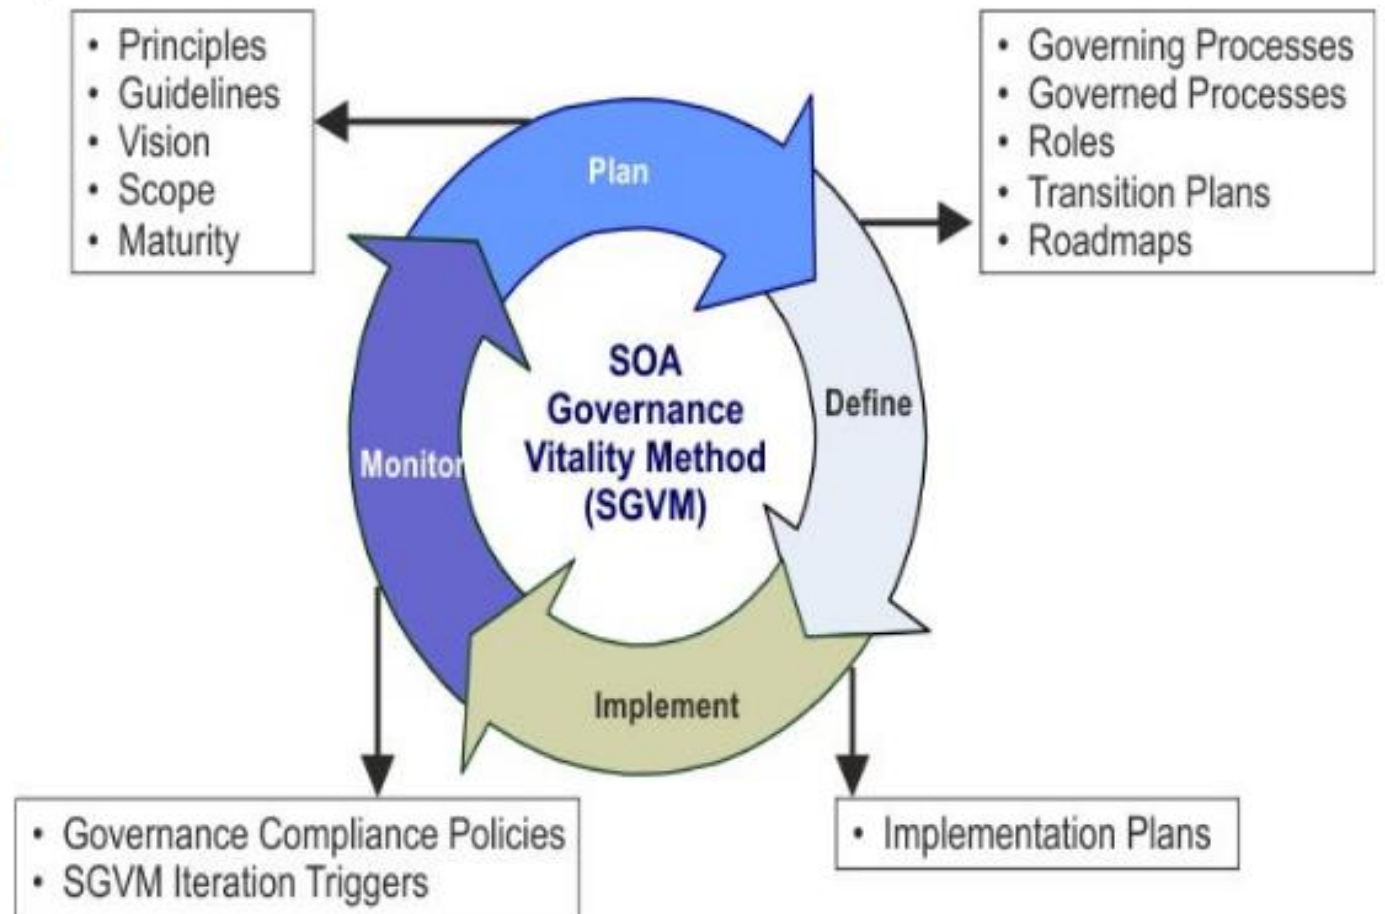 • Principles
• Guidelines
• Vision
• Scope
• Maturity
• Governing Processes
• Governed Processes
• Roles
• Transition Plans
• Roadmaps
Plan
Define
SOA
Governance
Vitality Method
(SGVM)
Monitor
Implement
• Governance Compliance Policies
• SGVM Iteration Triggers
• Implementation Plans